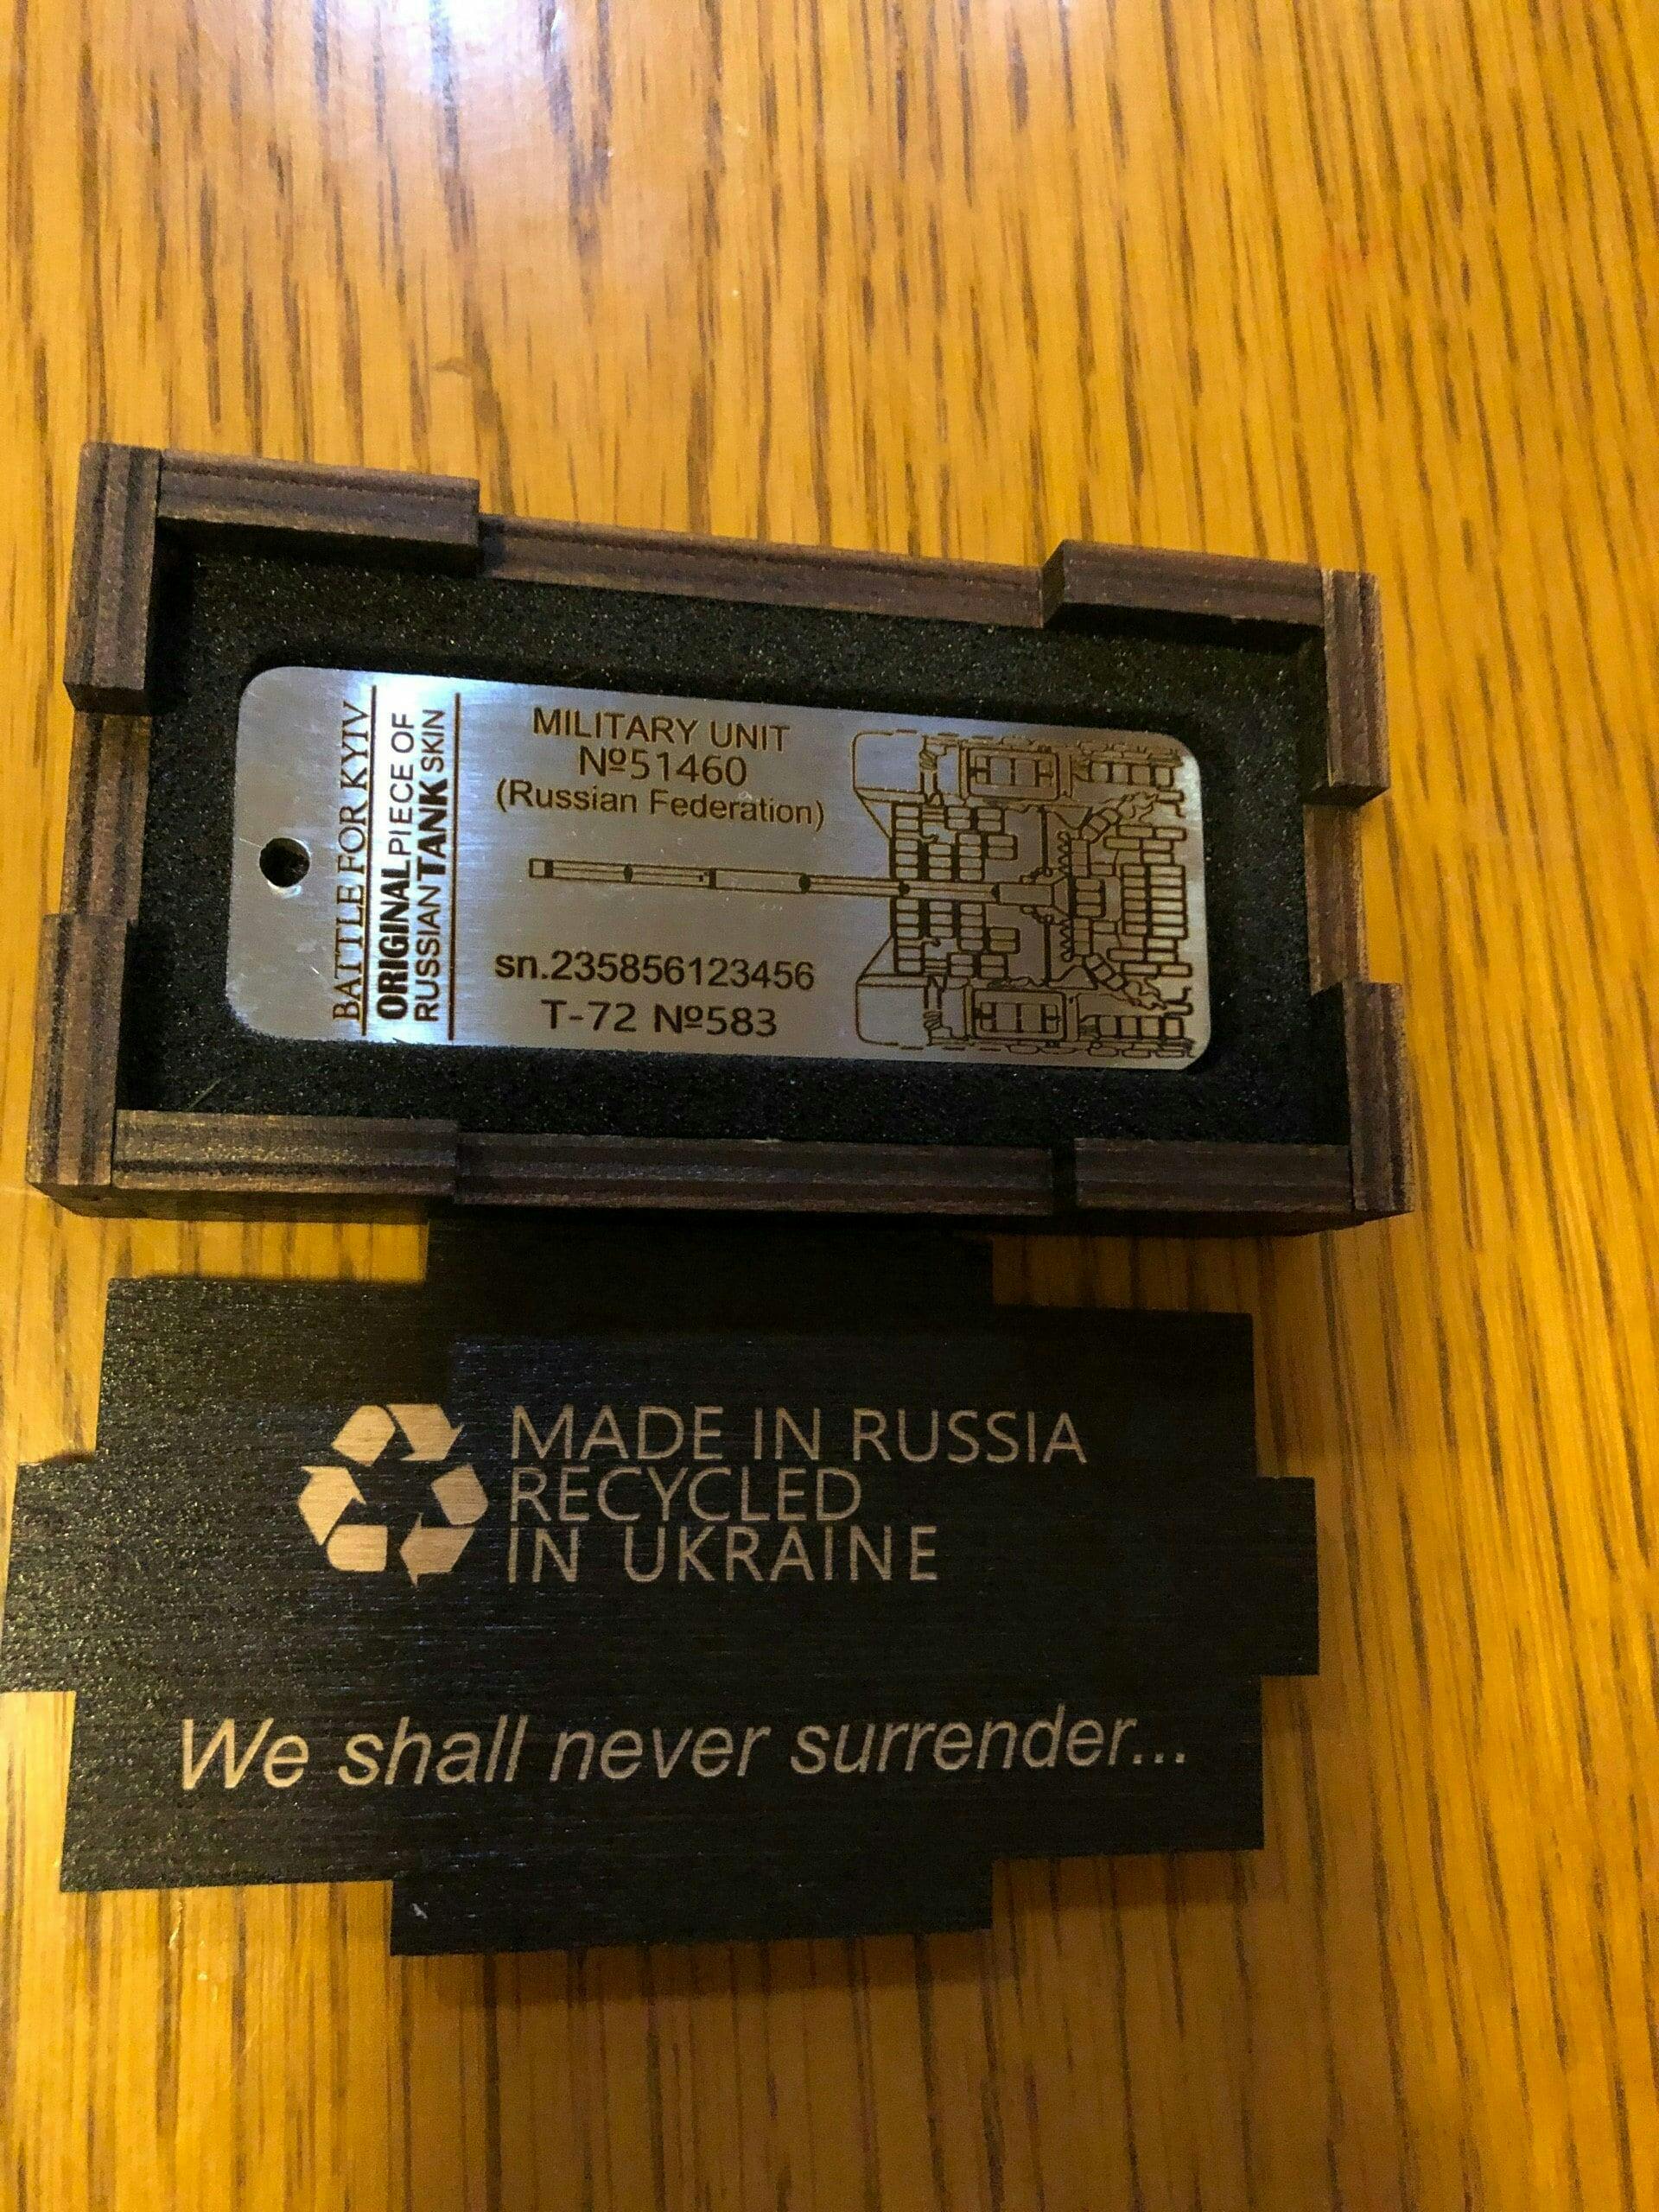 BATTLE FOR KYIV
ORIGINAL PIECE OF
RUSSIAN TANK SKIN
MILITARY UNIT
№51460
(Russian Federation)
sn.235856123456
T-72 №583
MADE IN RUSSIA
RECYCLED
IN UKRAINE
We shall never surrender...